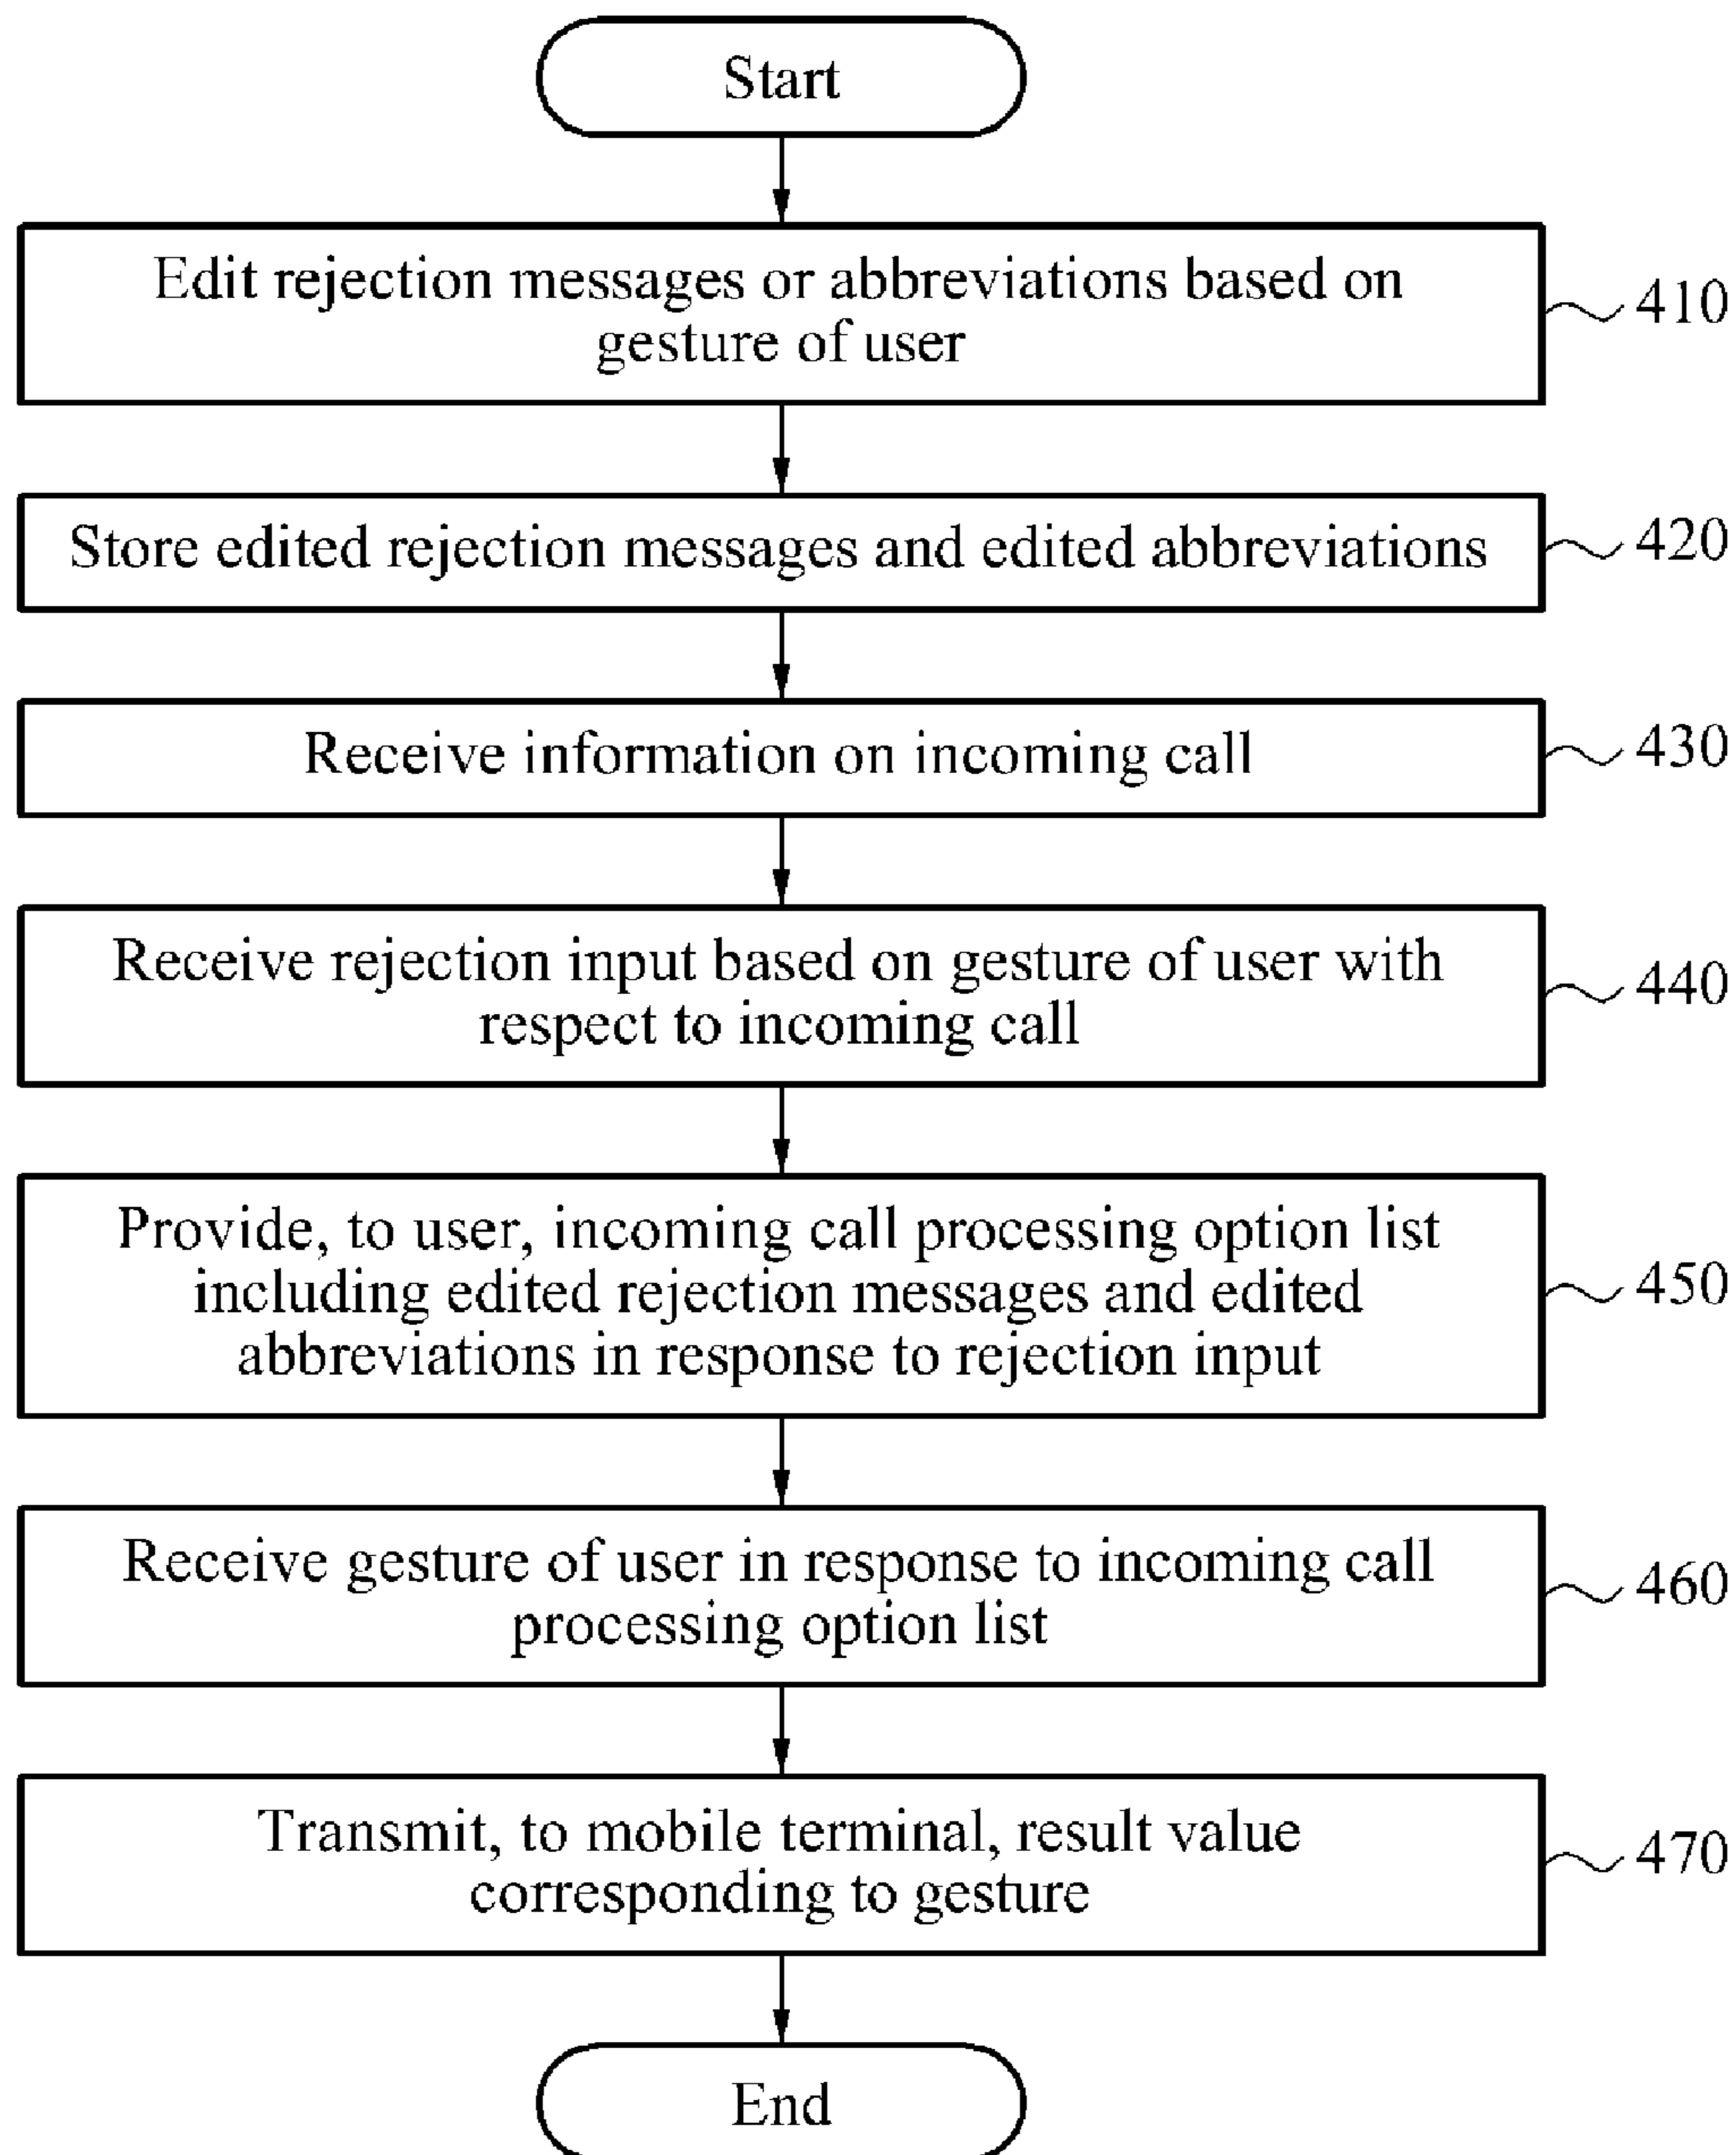 Start
Edit rejection messages or abbreviations based on
gesture of user
410
Store edited rejection messages and edited abbreviations
420
Receive information on incoming call
430
Receive rejection input based on gesture of user with
respect to incoming call
440
Provide, to user, incoming call processing option list
including edited rejection messages and edited
abbreviations in response to rejection input
450
Receive gesture of user in response to incoming call
processing option list
460
Transmit, to mobile terminal, result value
corresponding to gesture
470
End